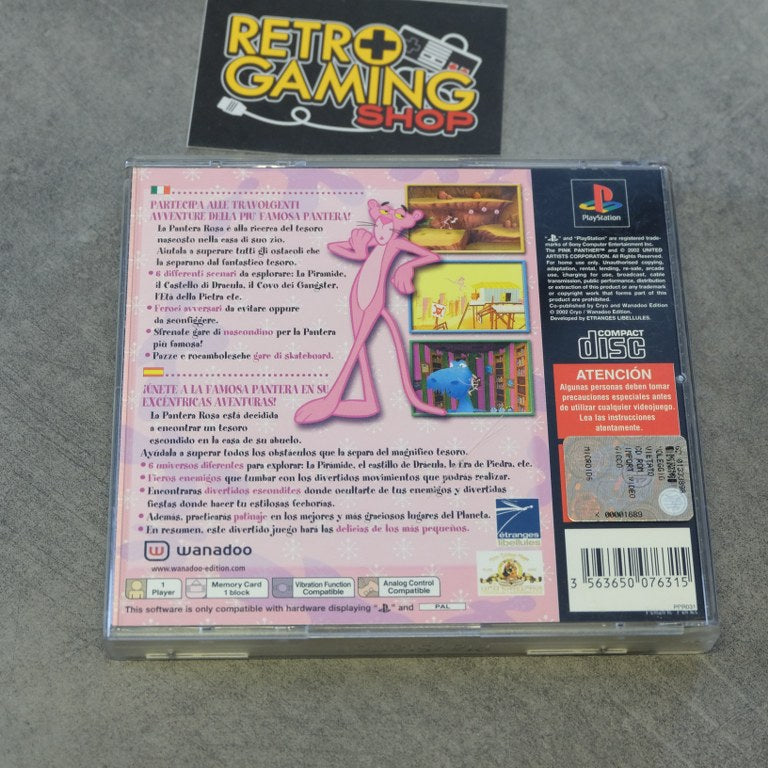 RETRO
GAMING
SHOP
PARTECIPA ALLE TRAVOLGENTI
AVVENTURE DELLA PIU' FAMOSA PANTERA!
La Pantera Rosa è alla ricerca del tesoro
nascosto nella casa di suo zio.
Aiutala a superare tutti gli ostacoli che
la separano dal fantastico tesoro.
• 6 differenti scenari da esplorare: La Piramide,
il Castello di Dracula, il Covo dei Gangster,
l'Età della Pietra etc.
• Feroci avversari da evitare oppure
da sconfiggere.
• Sfrenate gare di nascondino per la Pantera
più famosa!
• Pazze e rocambolesche gare di skateboard.
¡ÚNETE A LA FAMOSA PANTERA EN SU
EXCÉNTRICAS AVENTURAS!
La Pantera Rosa está decidida
a encontrar un tesoro
escondido en la casa de su abuelo.
Ayúdala a superar todos los obstáculos que la separa del magnífico tesoro.
• 6 universos diferentes para explorar: La Pirámide, el castillo de Drácula, la Era de Piedra, etc.
• Fieros enemigos que tumbar con los divertidos movimientos que podrás realizar.
• Encontraras divertidos escondites donde ocultarte de tus enemigos y divertidas
fiestas donde hacer tu estilosas fechorías.
• Además, practicarás patinaje en los mejores y más graciosos lugares del Planeta.
• En resumen, este divertido juego hará las delicias de los más pequeños.
wanadoo
www.wanadoo-edition.com
étranges
libellules
1
Player
Memory Card
1 block
Vibration Function
Compatible
Analog Control
Compatible
This software is only compatible with hardware displaying " " and PAL
PlayStation
" " and "PlayStation" are registered trade-
marks of Sony Computer Entertainment Inc.
The PINK PANTHER™ and © 2002 UNITED
ARTISTS CORPORATION. All Rights Reserved.
For home use only. Unauthorised copying,
adaptation, rental, lending, re-sale, arcade
use, charging for use, broadcast, cable
transmission, public performance, distribution
or extraction of this product or any trademark
or copyright work that forms part of this
product are prohibited.
Co-published by Cryo and Wanadoo Edition
© 2002 Cryo / Wanadoo Edition.
Developed by ETRANGES LIBELLULES.
COMPACT
disc
ATENCIÓN
Algunas personas deben tomar
precauciones especiales antes
de utilizar cualquier videojuego.
Lea las instrucciones
atentamente.
VIETATO
NOLEGGIO
CD ROM
VIDEO
GIOCO
MICROIDS
< 00001689
3 563650 076315